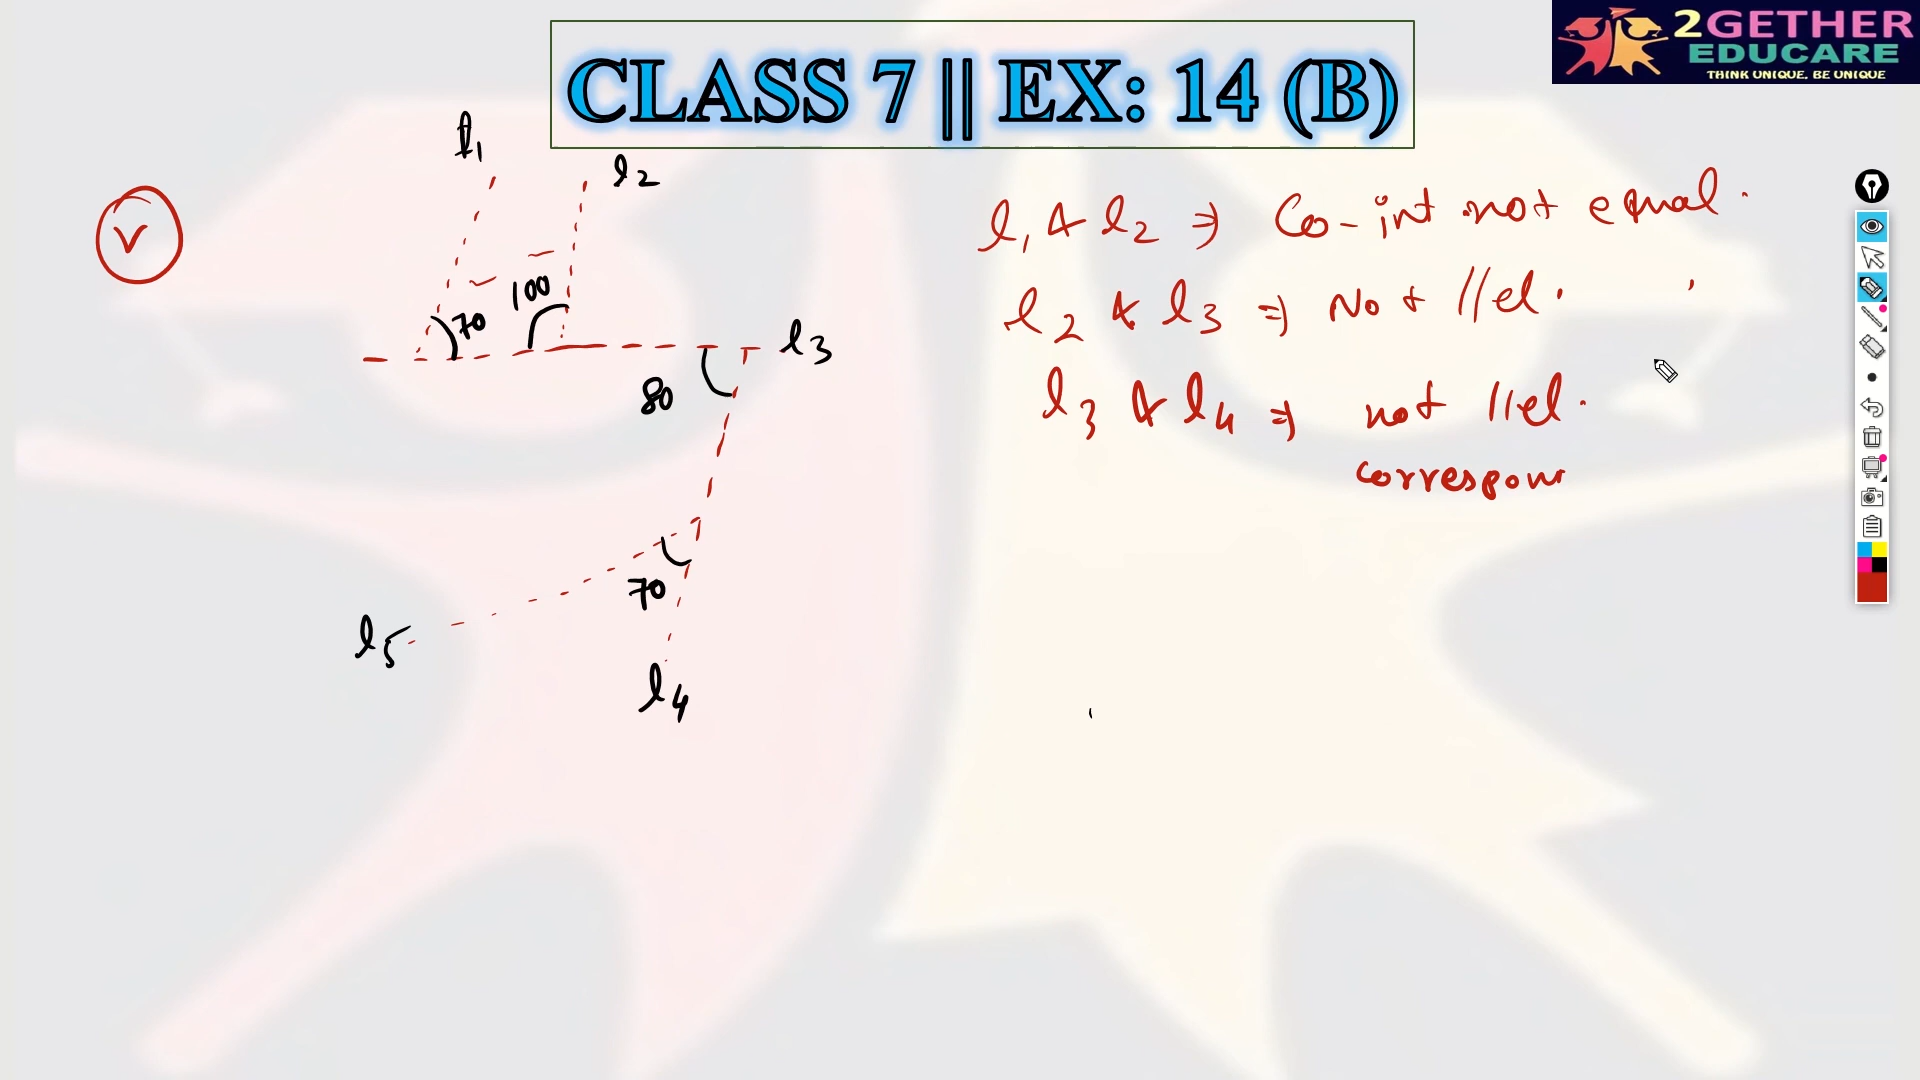 CLASS 7 || EX: 14 (B)
2GETHER
EDUCARE
THINK UNIQUE, BE UNIQUE
v
l1
l2
70
100
l3
80
70
l5
l4
l1 & l2 ⇒ Co-int not equal.
l2 & l3 ⇒ Not //el.
l3 & l4 ⇒ not //el.
correspon